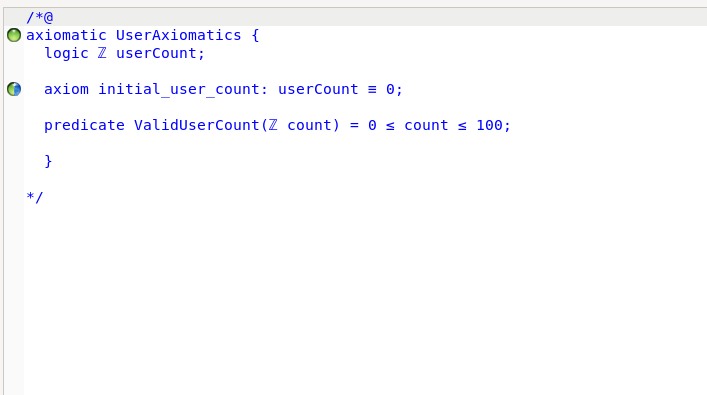 /*@
axiomatic UserAxiomatics {
logic ℤ userCount;
axiom initial_user_count: userCount ≡ 0;
predicate ValidUserCount(ℤ count) = 0 ≤ count ≤ 100;
}
*/